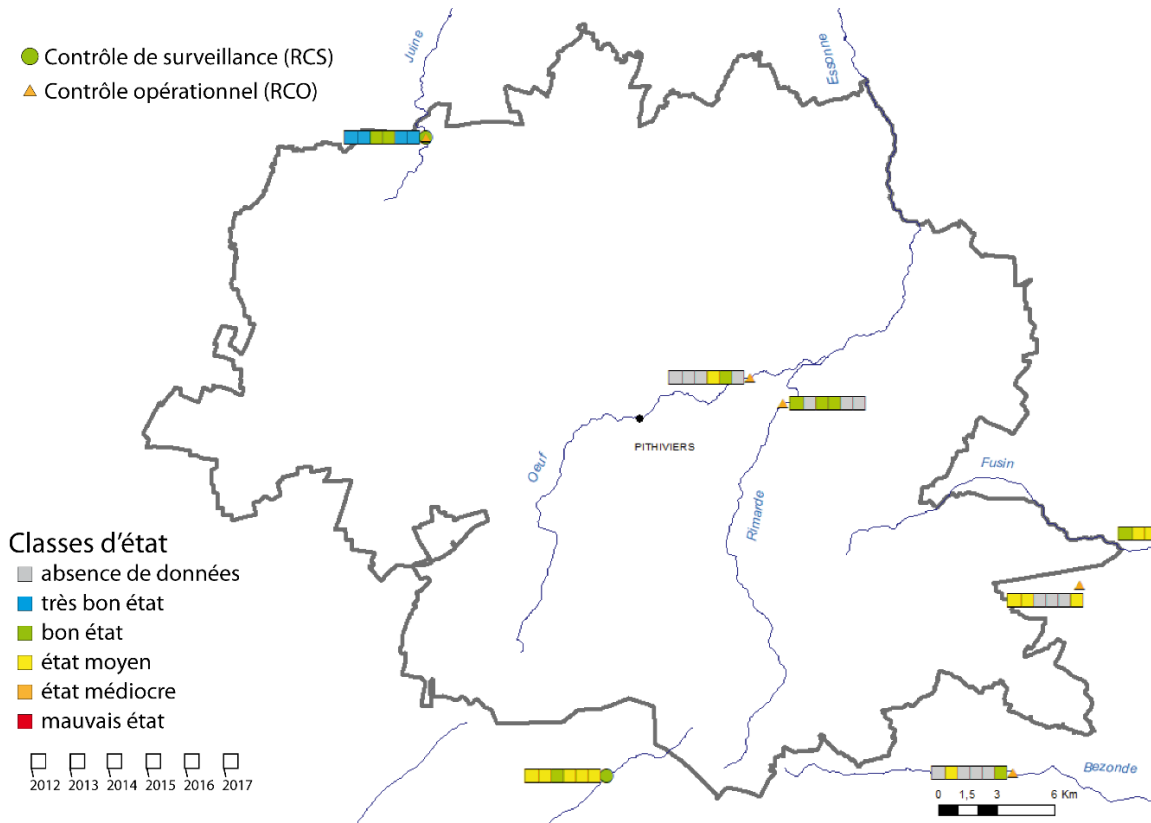 Contrôle de surveillance (RCS)
Contrôle opérationnel (RCO)
Juine
Essonne
PITHIVIERS
Oeuf
Rimarde
Fusin
Classes d'état
absence de données
très bon état
bon état
état moyen
état médiocre
mauvais état
2012 2013 2014 2015 2016 2017
Bezonde
0 1,5 3 6 Km